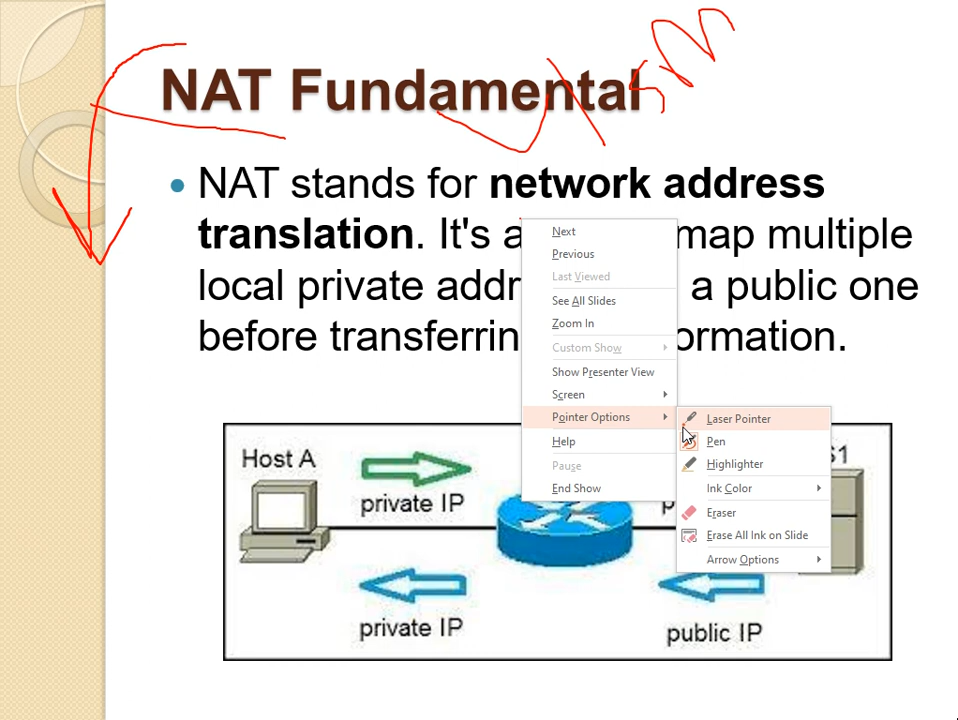 NAT Fundamental
NAT stands for network address
translation. It's a map multiple
local private addr a public one
before transferrin ormation.
Next
Previous
Last Viewed
See All Slides
Zoom In
Custom Show
Show Presenter View
Screen
Pointer Options
Help
Pause
End Show
Laser Pointer
Pen
Highlighter
Ink Color
Eraser
Erase All Ink on Slide
Arrow Options
Host A
private IP
S1
private IP
public IP